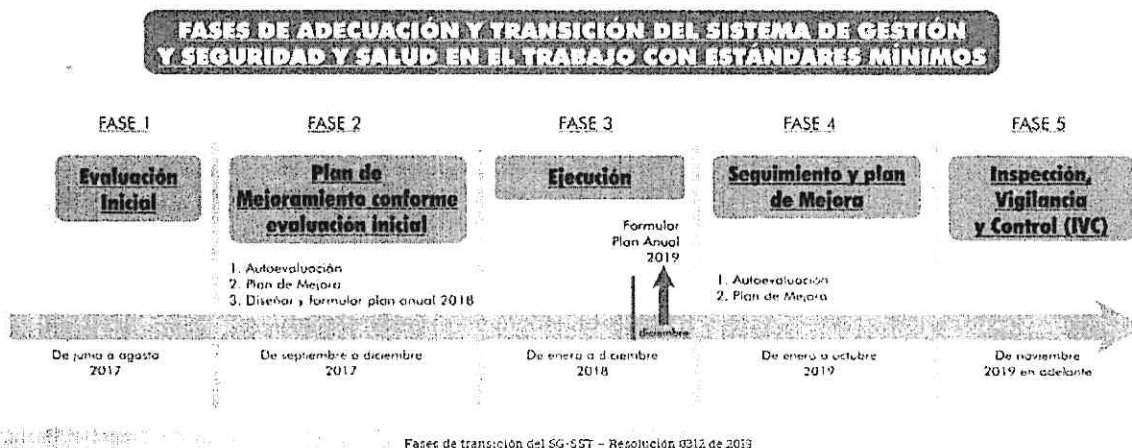 FASES DE ADECUACIÓN Y TRANSICIÓN DEL SISTEMA DE GESTIÓN
Y SEGURIDAD Y SALUD EN EL TRABAJO CON ESTÁNDARES MÍNIMOS
FASE 1
Evaluación
Inicial
De junio a agosto
2017
FASE 2
Plan de
Mejoramiento conforme
evaluación inicial
1. Autoevaluación
2. Plan de Mejora
3. Diseñar y formular plan anual 2018
De septiembre a diciembre
2017
FASE 3
Ejecución
Formular
Plan Anual
2019
diciembre
De enero a diciembre
2018
FASE 4
Seguimiento y plan
de Mejora
1. Autoevaluación
2. Plan de Mejora
De enero a octubre
2019
FASE 5
Inspección,
Vigilancia
y Control (IVC)
De noviembre
2019 en adelante
Fases de transición del SG-SST – Resolución 0312 de 2019